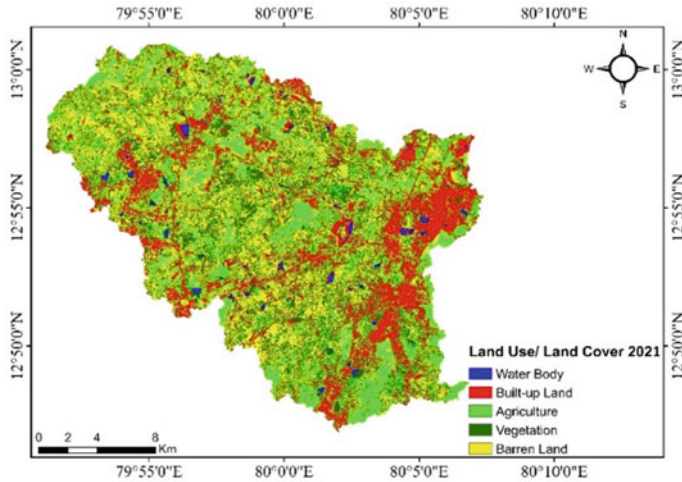 79°55'0"E 80°0'0"E 80°5'0"E 80°10'0"E
13°0'0"N
13°0'0"N
N
W E
S
12°55'0"N
12°55'0"N
12°50'0"N
12°50'0"N
Land Use/ Land Cover 2021
Water Body
Built-up Land
Agriculture
Vegetation
Barren Land
0 2 4 8
Km
79°55'0"E 80°0'0"E 80°5'0"E 80°10'0"E